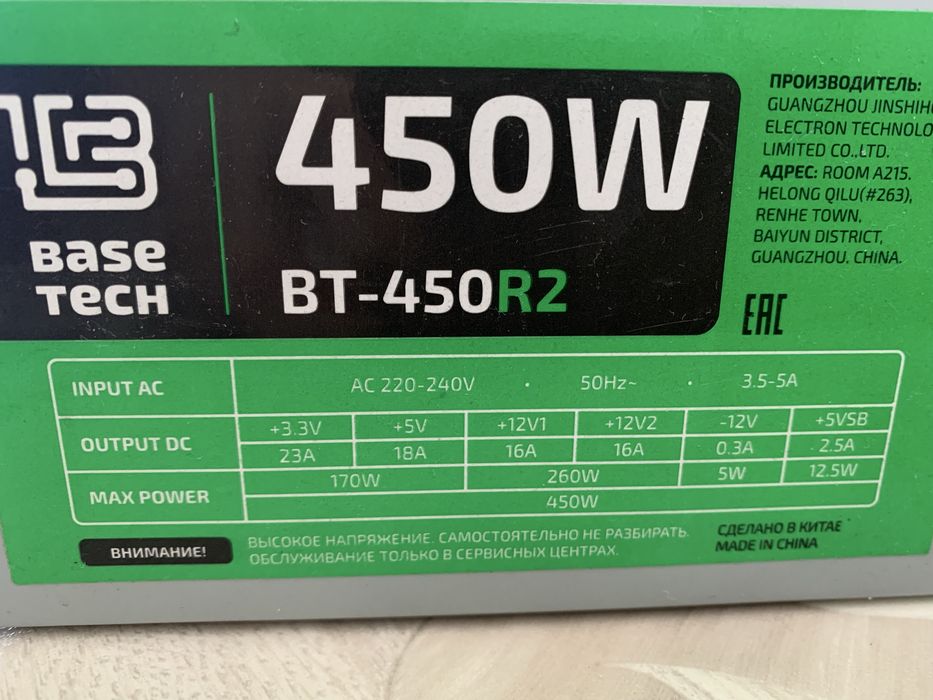 BASE
TECH
450W
BT-450R2
ПРОИЗВОДИТЕЛЬ:
GUANGZHOU
ELECTRON
LIMITED CO.,LTD.
АДРЕС: ROOM A215.
HELONG QILU(#263),
RENHE TOWN,
BAIYUN DISTRICT,
GUANGZHOU. CHINA.
EAC
INPUT AC AC 220-240V · 50Hz~ · 3.5-5A
OUTPUT DC +3.3V +5V +12V1 +12V2 -12V +5VSB
23A 18A 16A 16A 0.3A 2.5A
MAX POWER 170W 260W 5W 12.5W
450W
ВНИМАНИЕ!
ВЫСОКОЕ НАПРЯЖЕНИЕ. САМОСТОЯТЕЛЬНО НЕ РАЗБИРАТЬ.
ОБСЛУЖИВАНИЕ ТОЛЬКО В СЕРВИСНЫХ ЦЕНТРАХ.
СДЕЛАНО В КИТАЕ
MADE IN CHINA